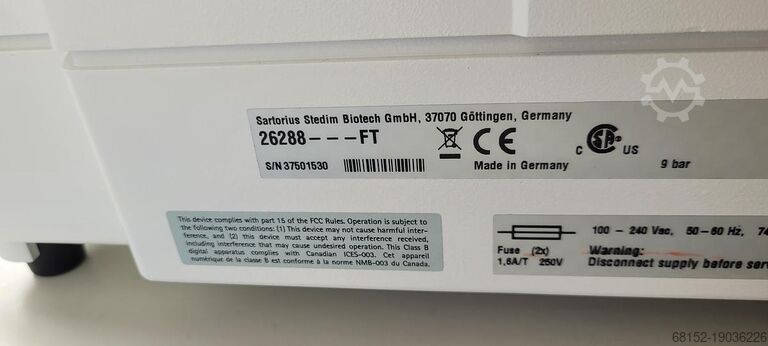 Sartorius Stedim Biotech GmbH, 37070 Göttingen, Germany
26288---FT
S/N 37501530
CE
Made in Germany
C SA US
9 bar
This device complies with part 15 of the FCC Rules. Operation is subject to
the following two conditions: (1) This device may not cause harmful inter-
ference, and (2) this device must accept any interference received,
including interference that may cause undesired operation. This Class B
digital apparatus complies with Canadian ICES-003. Cet appareil
numérique de la classe B est conforme à la norme NMB-003 du Canada.
100 - 240 Vac, 50-60 Hz, 74
Fuse (2x)
1,6A/T 250V
Warning:
Disconnect supply before ser
68152-19036226